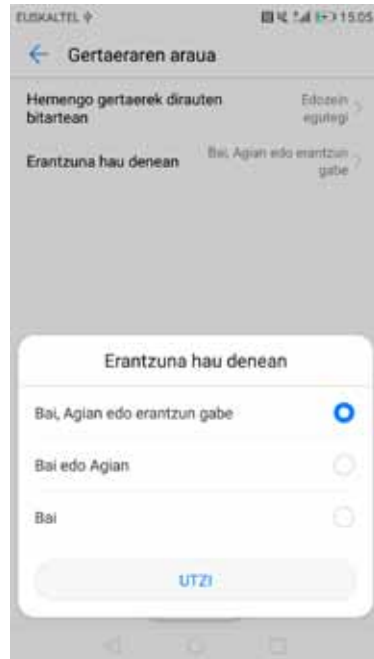 EUSKALTEL
15:05
Gertaeraren araua
Hemengo gertaerek dirauten
bitartean
Edozein
egutegi
Erantzuna hau denean
Bai, Agian edo erantzun
gabe
Erantzuna hau denean
Bai, Agian edo erantzun gabe
Bai edo Agian
Bai
UTZI